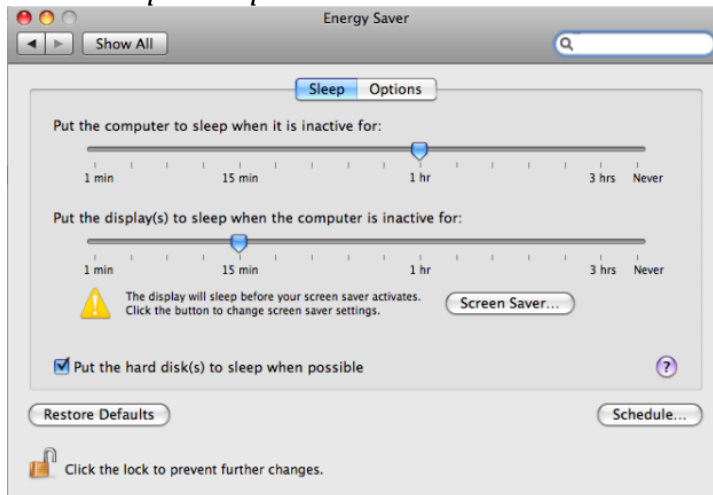 Energy Saver
Show All
Sleep Options
Put the computer to sleep when it is inactive for:
1 min 15 min 1 hr 3 hrs Never
Put the display(s) to sleep when the computer is inactive for:
1 min 15 min 1 hr 3 hrs Never
The display will sleep before your screen saver activates.
Click the button to change screen saver settings.
Screen Saver...
Put the hard disk(s) to sleep when possible
?
Restore Defaults Schedule...
Click the lock to prevent further changes.